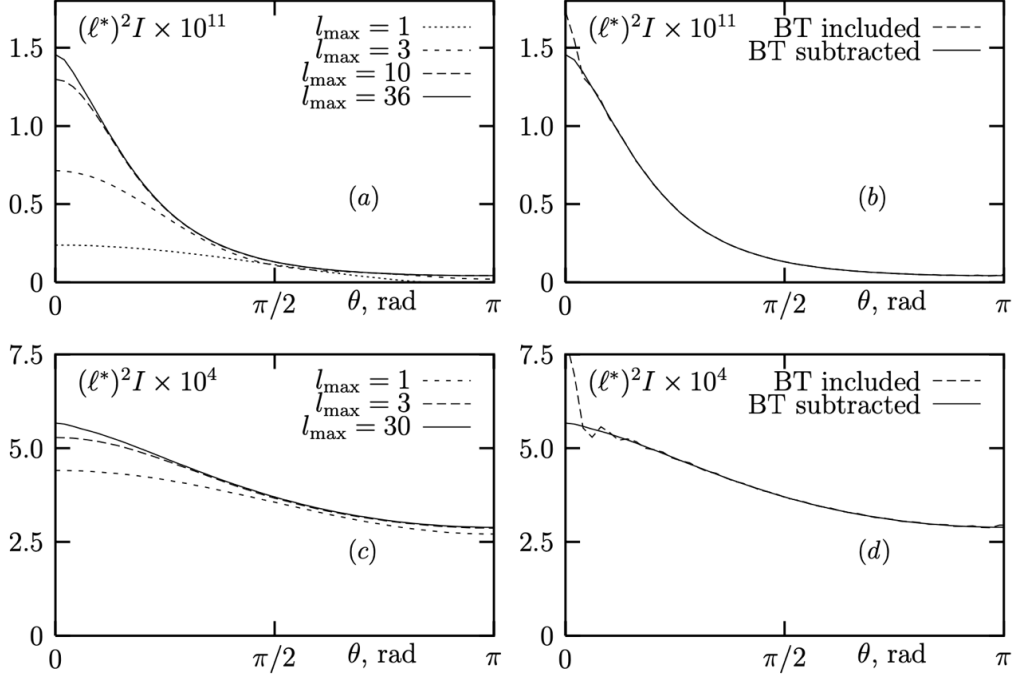 (ℓ*)²I × 10¹¹
l_max = 1
l_max = 3
l_max = 10
l_max = 36
1.5
1.0
0.5
0
(a)
0
π/2
θ, rad
π
(ℓ*)²I × 10¹¹
BT included
BT subtracted
1.5
1.0
0.5
0
(b)
0
π/2
θ, rad
π
7.5
(ℓ*)²I × 10⁴
l_max = 1
l_max = 3
l_max = 30
5.0
2.5
0
(c)
0
π/2
θ, rad
π
7.5
(ℓ*)²I × 10⁴
BT included
BT subtracted
5.0
2.5
0
(d)
0
π/2
θ, rad
π